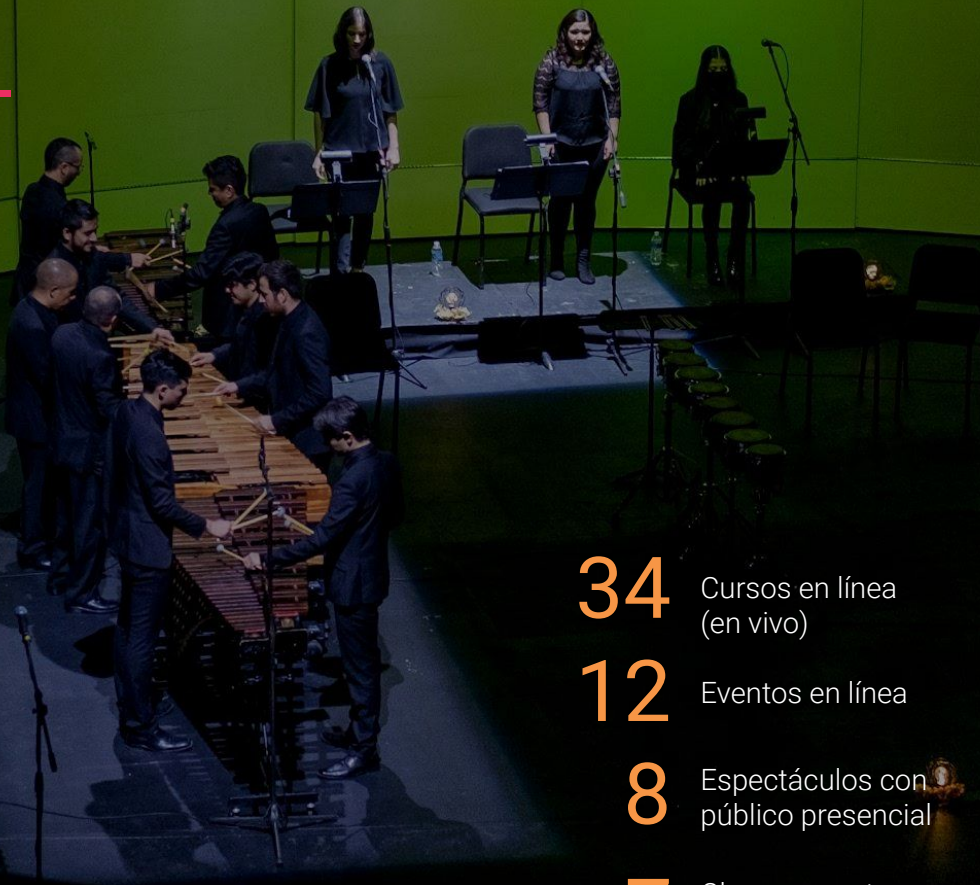 34 Cursos en línea
(en vivo)
12 Eventos en línea
8 Espectáculos con
público presencial